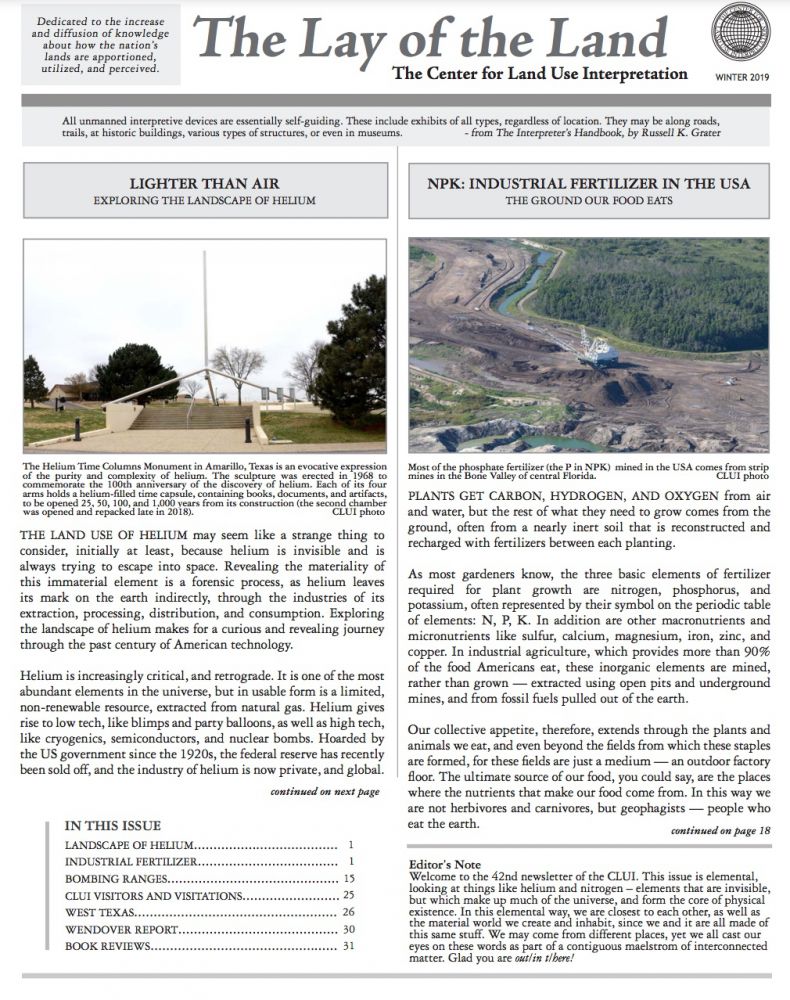 Dedicated to the increase
and diffusion of knowledge
about how the nation's
lands are apportioned,
utilized, and perceived.
The Lay of the Land
The Center for Land Use Interpretation
WINTER 2019
All unmanned interpretive devices are essentially self-guiding. These include exhibits of all types, regardless of location. They may be along roads,
trails, at historic buildings, various types of structures, or even in museums. - from The Interpreter's Handbook, by Russell K. Grater
LIGHTER THAN AIR
EXPLORING THE LANDSCAPE OF HELIUM
The Helium Time Columns Monument in Amarillo, Texas is an evocative expression
of the purity and complexity of helium. The sculpture was erected in 1968 to
commemorate the 100th anniversary of the discovery of helium. Each of its four
arms holds a helium-filled time capsule, containing books, documents, and artifacts,
to be opened 25, 50, 100, and 1,000 years from its construction (the second chamber
was opened and repacked late in 2018). CLUI photo
THE LAND USE OF HELIUM may seem like a strange thing to
consider, initially at least, because helium is invisible and is
always trying to escape into space. Revealing the materiality of
this immaterial element is a forensic process, as helium leaves
its mark on the earth indirectly, through the industries of its
extraction, processing, distribution, and consumption. Exploring
the landscape of helium makes for a curious and revealing journey
through the past century of American technology.
Helium is increasingly critical, and retrograde. It is one of the most
abundant elements in the universe, but in usable form is a limited,
non-renewable resource, extracted from natural gas. Helium gives
rise to low tech, like blimps and party balloons, as well as high tech,
like cryogenics, semiconductors, and nuclear bombs. Hoarded by
the US government since the 1920s, the federal reserve has recently
been sold off, and the industry of helium is now private, and global.
continued on next page
IN THIS ISSUE
LANDSCAPE OF HELIUM.................................. 1
INDUSTRIAL FERTILIZER................................. 1
BOMBING RANGES......................................... 15
CLUI VISITORS AND VISITATIONS....................... 25
WEST TEXAS................................................ 26
WENDOVER REPORT...................................... 30
BOOK REVIEWS............................................. 31
NPK: INDUSTRIAL FERTILIZER IN THE USA
THE GROUND OUR FOOD EATS
Most of the phosphate fertilizer (the P in NPK) mined in the USA comes from strip
mines in the Bone Valley of central Florida. CLUI photo
PLANTS GET CARBON, HYDROGEN, AND OXYGEN from air
and water, but the rest of what they need to grow comes from the
ground, often from a nearly inert soil that is reconstructed and
recharged with fertilizers between each planting.
As most gardeners know, the three basic elements of fertilizer
required for plant growth are nitrogen, phosphorus, and
potassium, often represented by their symbol on the periodic table
of elements: N, P, K. In addition are other macronutrients and
micronutrients like sulfur, calcium, magnesium, iron, zinc, and
copper. In industrial agriculture, which provides more than 90%
of the food Americans eat, these inorganic elements are mined,
rather than grown — extracted using open pits and underground
mines, and from fossil fuels pulled out of the earth.
Our collective appetite, therefore, extends through the plants and
animals we eat, and even beyond the fields from which these staples
are formed, for these fields are just a medium — an outdoor factory
floor. The ultimate source of our food, you could say, are the places
where the nutrients that make our food come from. In this way we
are not herbivores and carnivores, but geophagists — people who
eat the earth.
continued on page 18
Editor's Note
Welcome to the 42nd newsletter of the CLUI. This issue is elemental,
looking at things like helium and nitrogen – elements that are invisible,
but which make up much of the universe, and form the core of physical
existence. In this elemental way, we are closest to each other, as well as
the material world we create and inhabit, since we and it are all made of
this same stuff. We may come from different places, yet we all cast our
eyes on these words as part of a contiguous maelstrom of interconnected
matter. Glad you are out/in t/here!